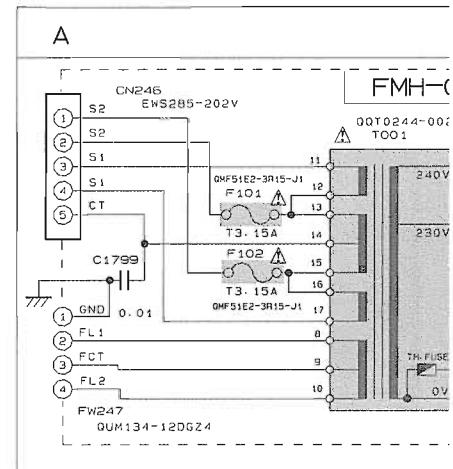 A
FMH-
CN246
EWS285-202V
QQT0244-002
T001
1 S2
2 S2
3 S1
4 S1
5 CT
11
12
13
14
15
16
17
8
9
10
QMF51E2-3R15-J1
F101
T3.15A
F102
T3.15A
QMF51E2-3R15-J1
240V
230V
C1799
0.01
1 GND
2 FL1
3 FCT
4 FL2
TH.FUSE
0V
FW247
QUM134-12DGZ4